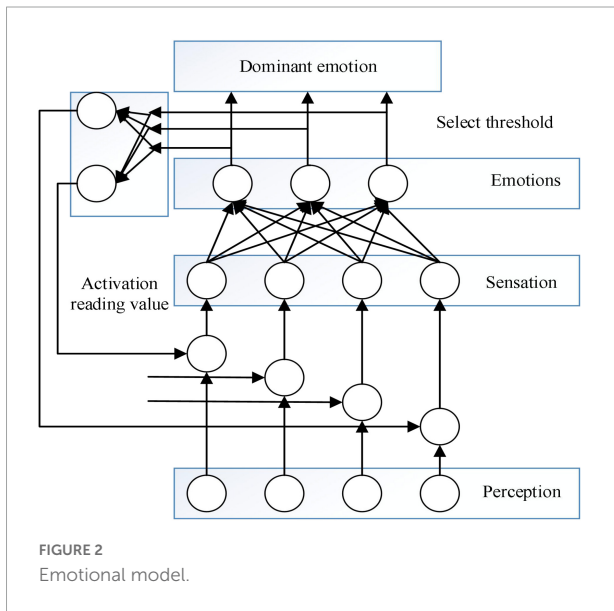 Dominant emotion
Select threshold
Emotions
Activation
reading value
Sensation
Perception
FIGURE 2
Emotional model.